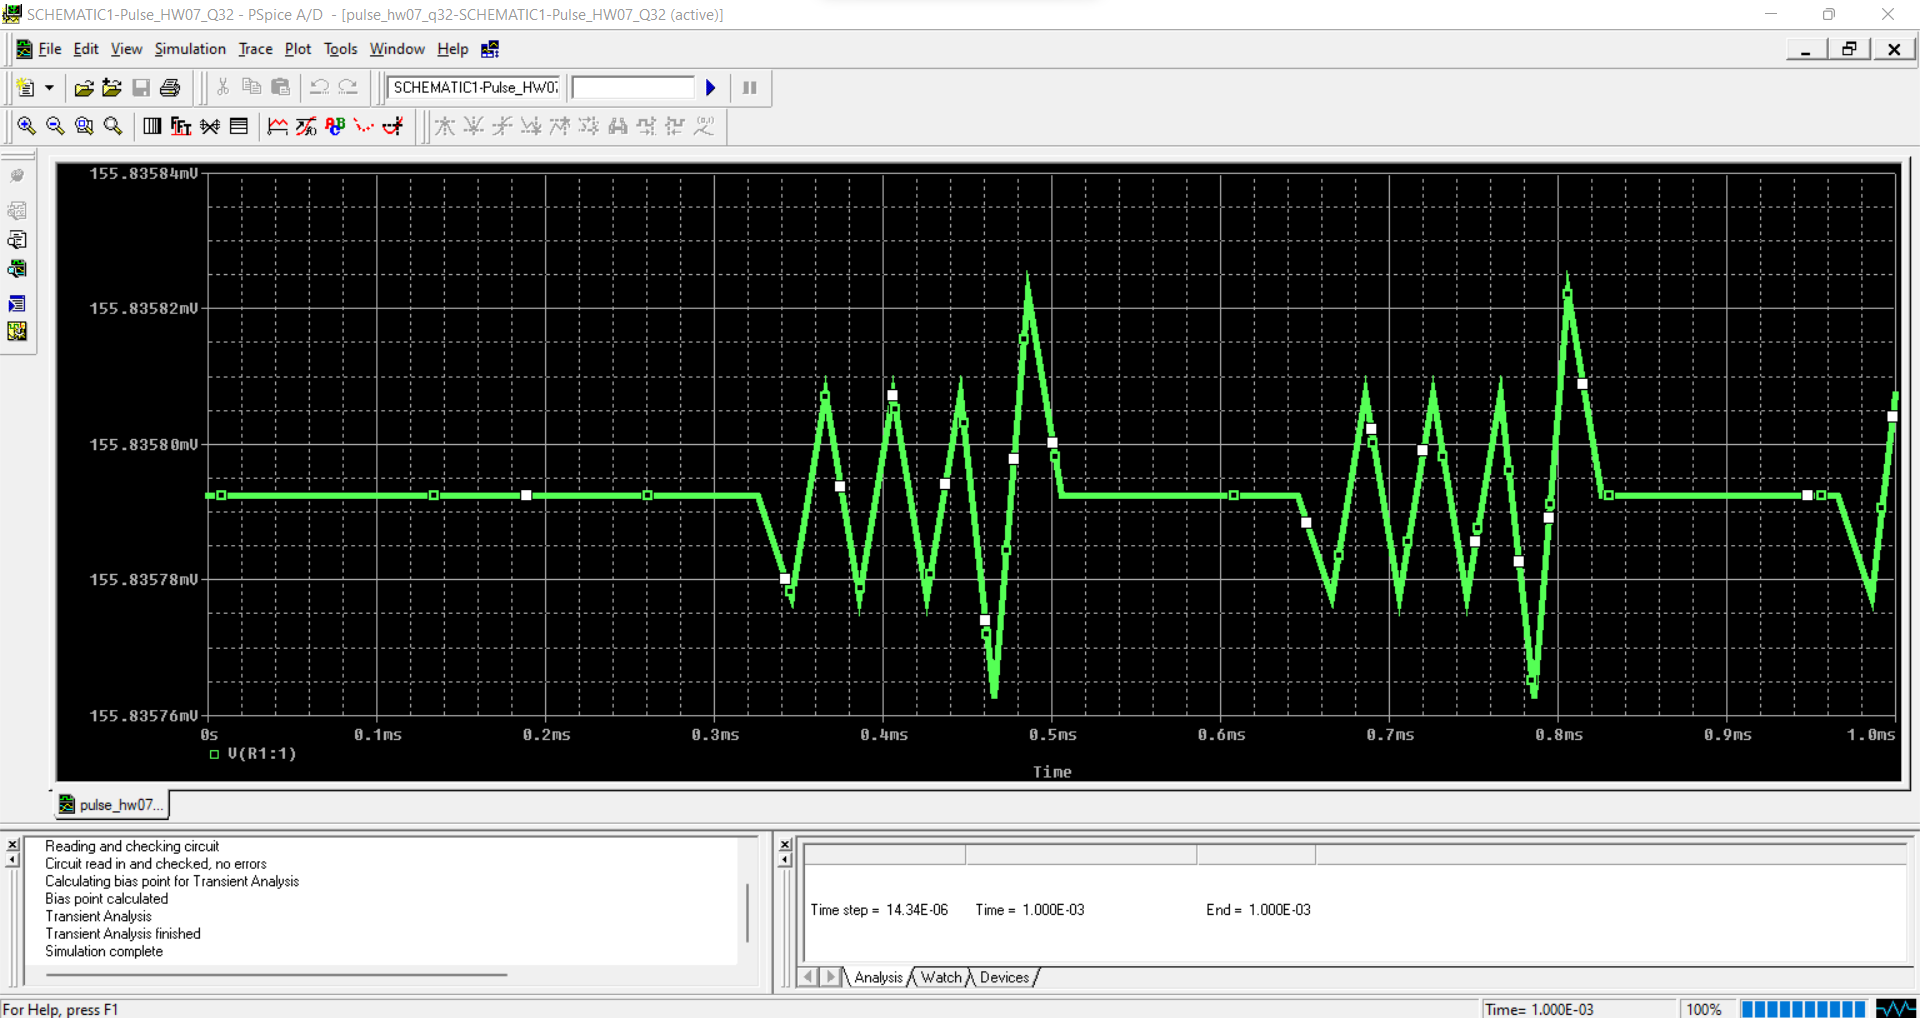 SCHEMATIC1-Pulse_HW07_Q32 - PSpice A/D - [pulse_hw07_q32-SCHEMATIC1-Pulse_HW07_Q32 (active)]
File Edit View Simulation Trace Plot Tools Window Help
SCHEMATIC1-Pulse_HW07
155.83584mV
155.83582mV
155.83580mV
155.83578mV
155.83576mV
0s 0.1ms 0.2ms 0.3ms 0.4ms 0.5ms 0.6ms 0.7ms 0.8ms 0.9ms 1.0ms
V(R1:1)
Time
pulse_hw07...
Reading and checking circuit
Circuit read in and checked, no errors
Calculating bias point for Transient Analysis
Bias point calculated
Transient Analysis
Transient Analysis finished
Simulation complete
Time step = 14.34E-06 Time = 1.000E-03 End = 1.000E-03
Analysis Watch Devices
For Help, press F1 Time= 1.000E-03 100%